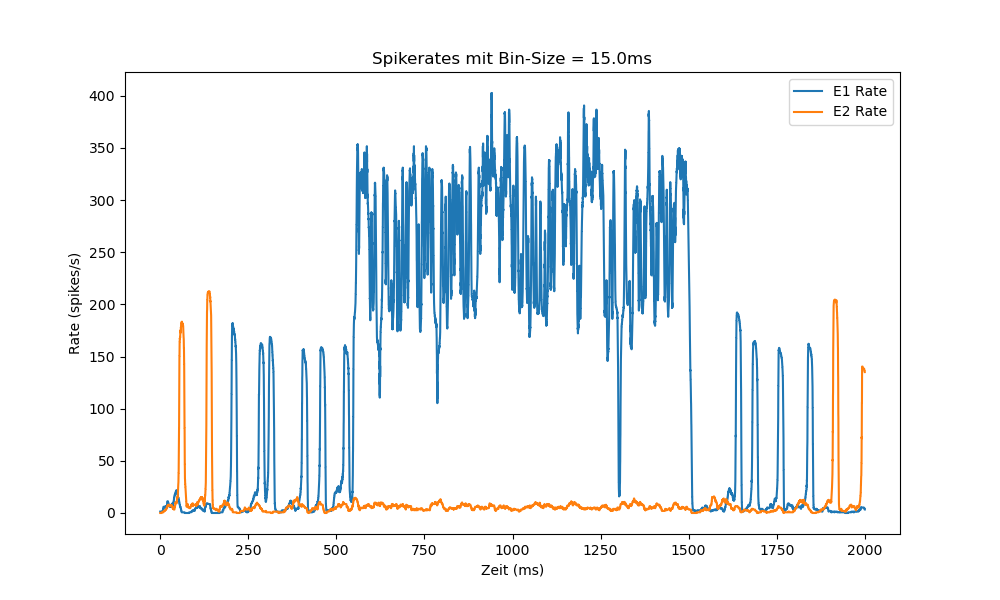 Spikerates mit Bin-Size = 15.0ms
E1 Rate
E2 Rate
400
350
300
250
200
150
100
50
0
Rate (spikes/s)
0 250 500 750 1000 1250 1500 1750 2000
Zeit (ms)